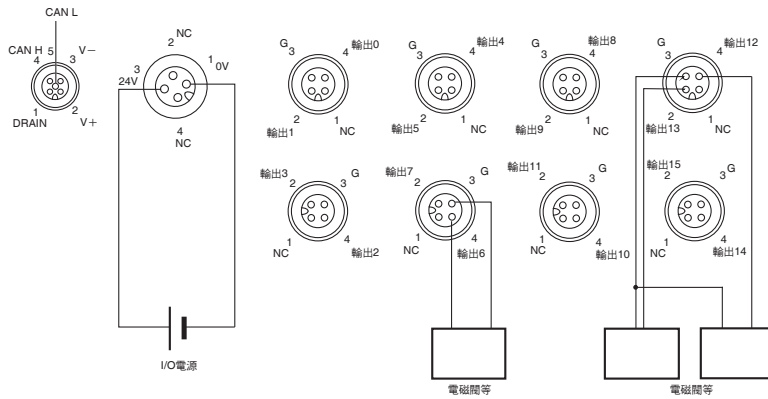 CAN L
CAN H 5 V－
4 3
1 2
DRAIN V＋
NC
2
3 1 0V
24V
4
NC
G 輸出0
3 4
2 1
輸出1 NC
G 輸出4
3 4
2 1
輸出5 NC
G 輸出8
3 4
2 1
輸出9 NC
G 輸出12
3 4
2 1
輸出13 NC
輸出3 G
2 3
1 4
NC 輸出2
輸出7 G
2 3
1 4
NC 輸出6
輸出11 G
2 3
1 4
NC 輸出10
輸出15 G
2 3
1 4
NC 輸出14
I/O電源
電磁閥等
電磁閥等